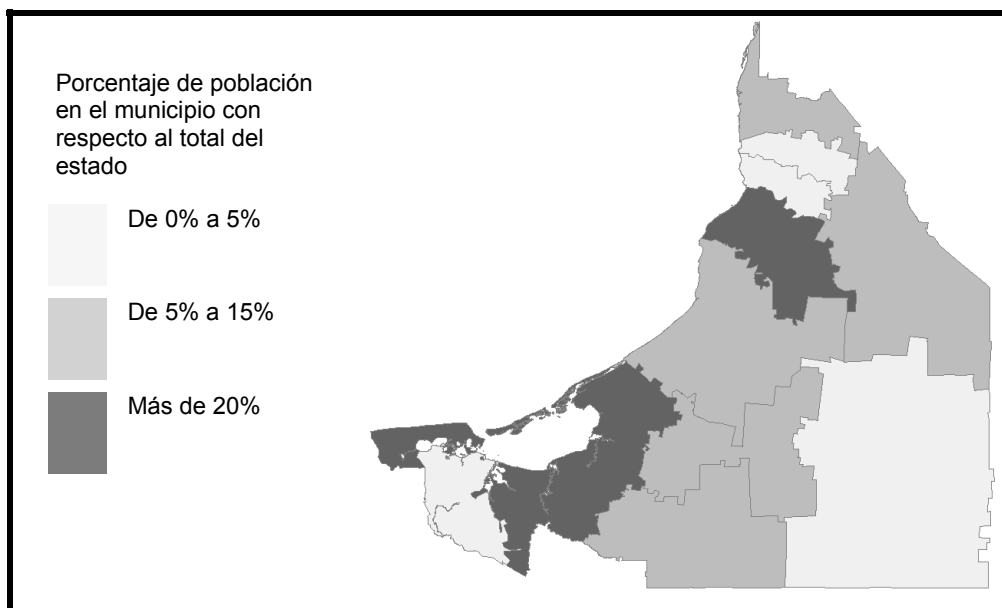 Porcentaje de población
en el municipio con
respecto al total del
estado
De 0% a 5%
De 5% a 15%
Más de 20%